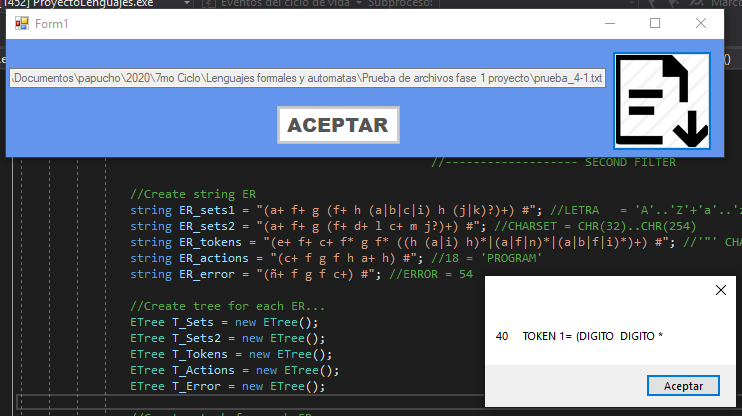 [1452] ProyectoLenguajes.exe Eventos del ciclo de vida Subproceso:
Form1
\Documentos\papucho\2020\7mo Ciclo\Lenguajes formales y automatas\Prueba de archivos fase 1 proyecto\prueba_4-1.txt
ACEPTAR
//------------------- SECOND FILTER
//Create string ER
string ER_sets1 = "(a+ f+ g (f+ h (a|b|c|i) h (j|k)?)+) #"; //LETRA = 'A'..'Z'+'a'..'z
string ER_sets2 = "(a+ f+ g (f+ d+ l c+ m j?)+) #"; //CHARSET = CHR(32)..CHR(254)
string ER_tokens = "(e+ f+ c+ f* g f* ((h (a|i) h)*|(a|f|n)*|(a|b|f|i)*)+) #"; //'"' CHA
string ER_actions = "(c+ f g f h a+ h) #"; //18 = 'PROGRAM'
string ER_error = "(ñ+ f g f c+) #"; //ERROR = 54
//Create tree for each ER...
ETree T_Sets = new ETree();
ETree T_Sets2 = new ETree();
ETree T_Tokens = new ETree();
ETree T_Actions = new ETree();
ETree T_Error = new ETree();
40 TOKEN 1= (DIGITO DIGITO *
Aceptar